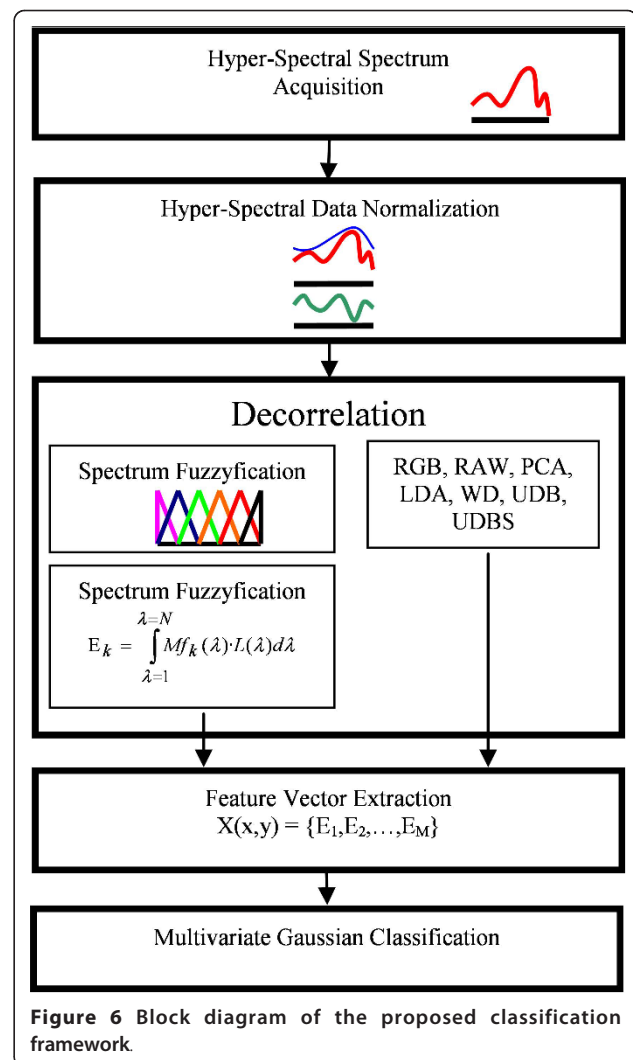 Hyper-Spectral Spectrum
Acquisition
Hyper-Spectral Data Normalization
Decorrelation
Spectrum Fuzzyfication
RGB, RAW, PCA,
LDA, WD, UDB,
UDBS
Spectrum Fuzzyfication
λ=N
E_k = ∫ Mf_k(λ)·L(λ)dλ
λ=1
Feature Vector Extraction
X(x,y) = {E₁,E₂,…,E_M}
Multivariate Gaussian Classification
Figure 6 Block diagram of the proposed classification
framework.